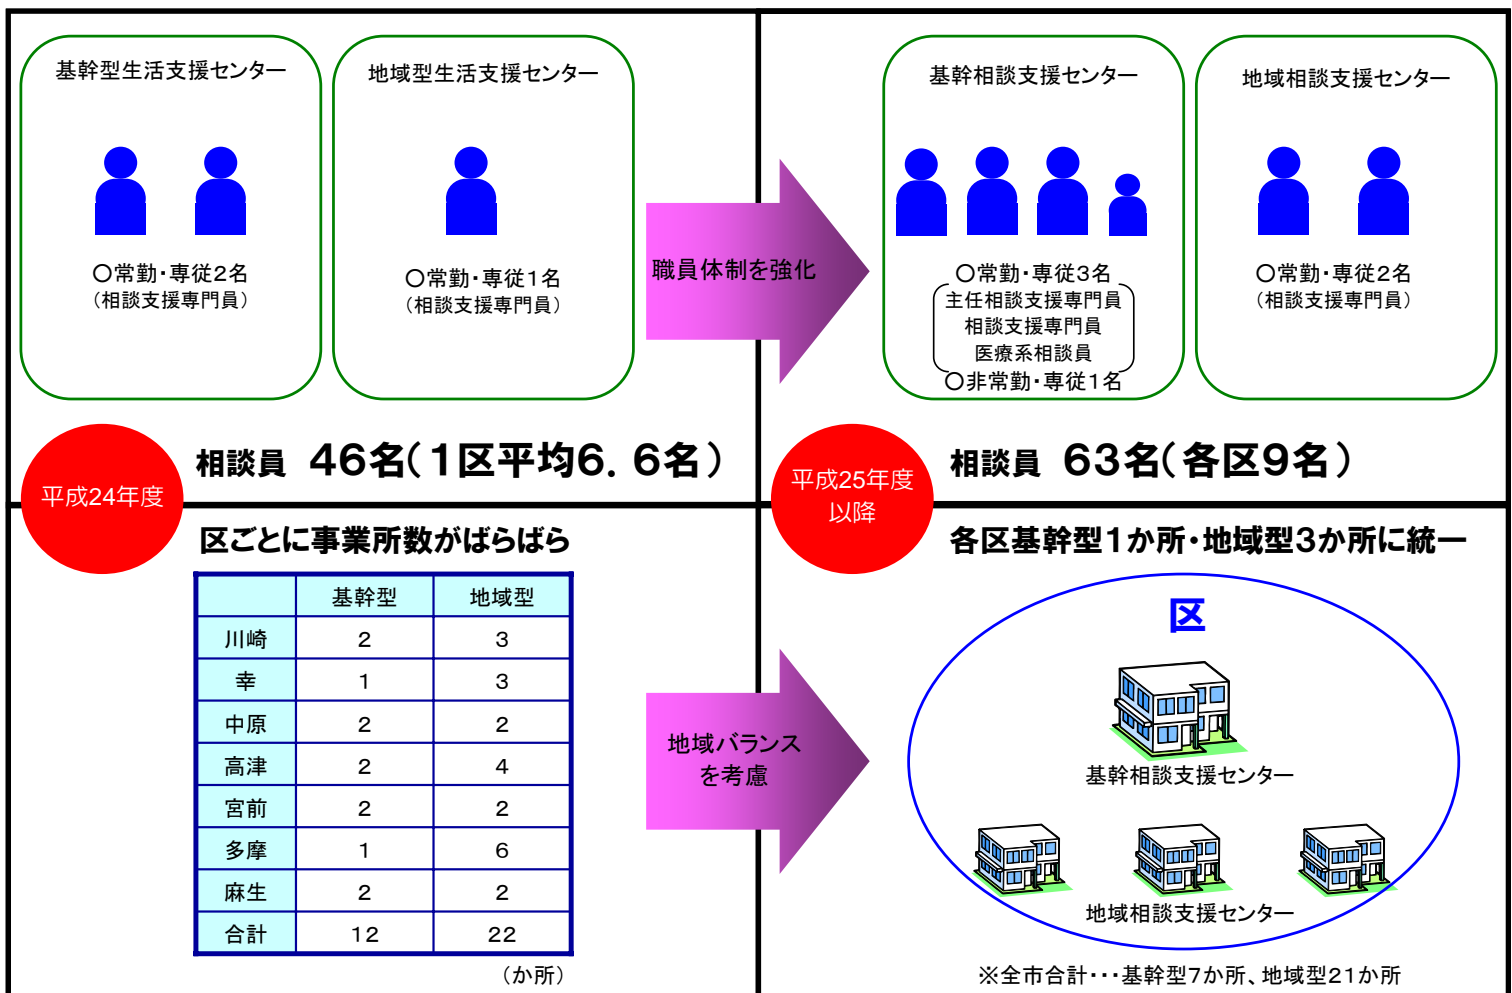 基幹型生活支援センター
○常勤・専従2名
(相談支援専門員)
地域型生活支援センター
○常勤・専従1名
(相談支援専門員)
職員体制を強化
基幹相談支援センター
○常勤・専従3名
主任相談支援専門員
相談支援専門員
医療系相談員
○非常勤・専従1名
地域相談支援センター
○常勤・専従2名
(相談支援専門員)
平成24年度
相談員 46名(1区平均6.6名)
平成25年度
以降
相談員 63名(各区9名)
区ごとに事業所数がばらばら
基幹型 地域型
川崎 2 3
幸 1 3
中原 2 2
高津 2 4
宮前 2 2
多摩 1 6
麻生 2 2
合計 12 22
(か所)
地域バランス
を考慮
各区基幹型1か所・地域型3か所に統一
区
基幹相談支援センター
地域相談支援センター
※全市合計・・・基幹型7か所、地域型21か所